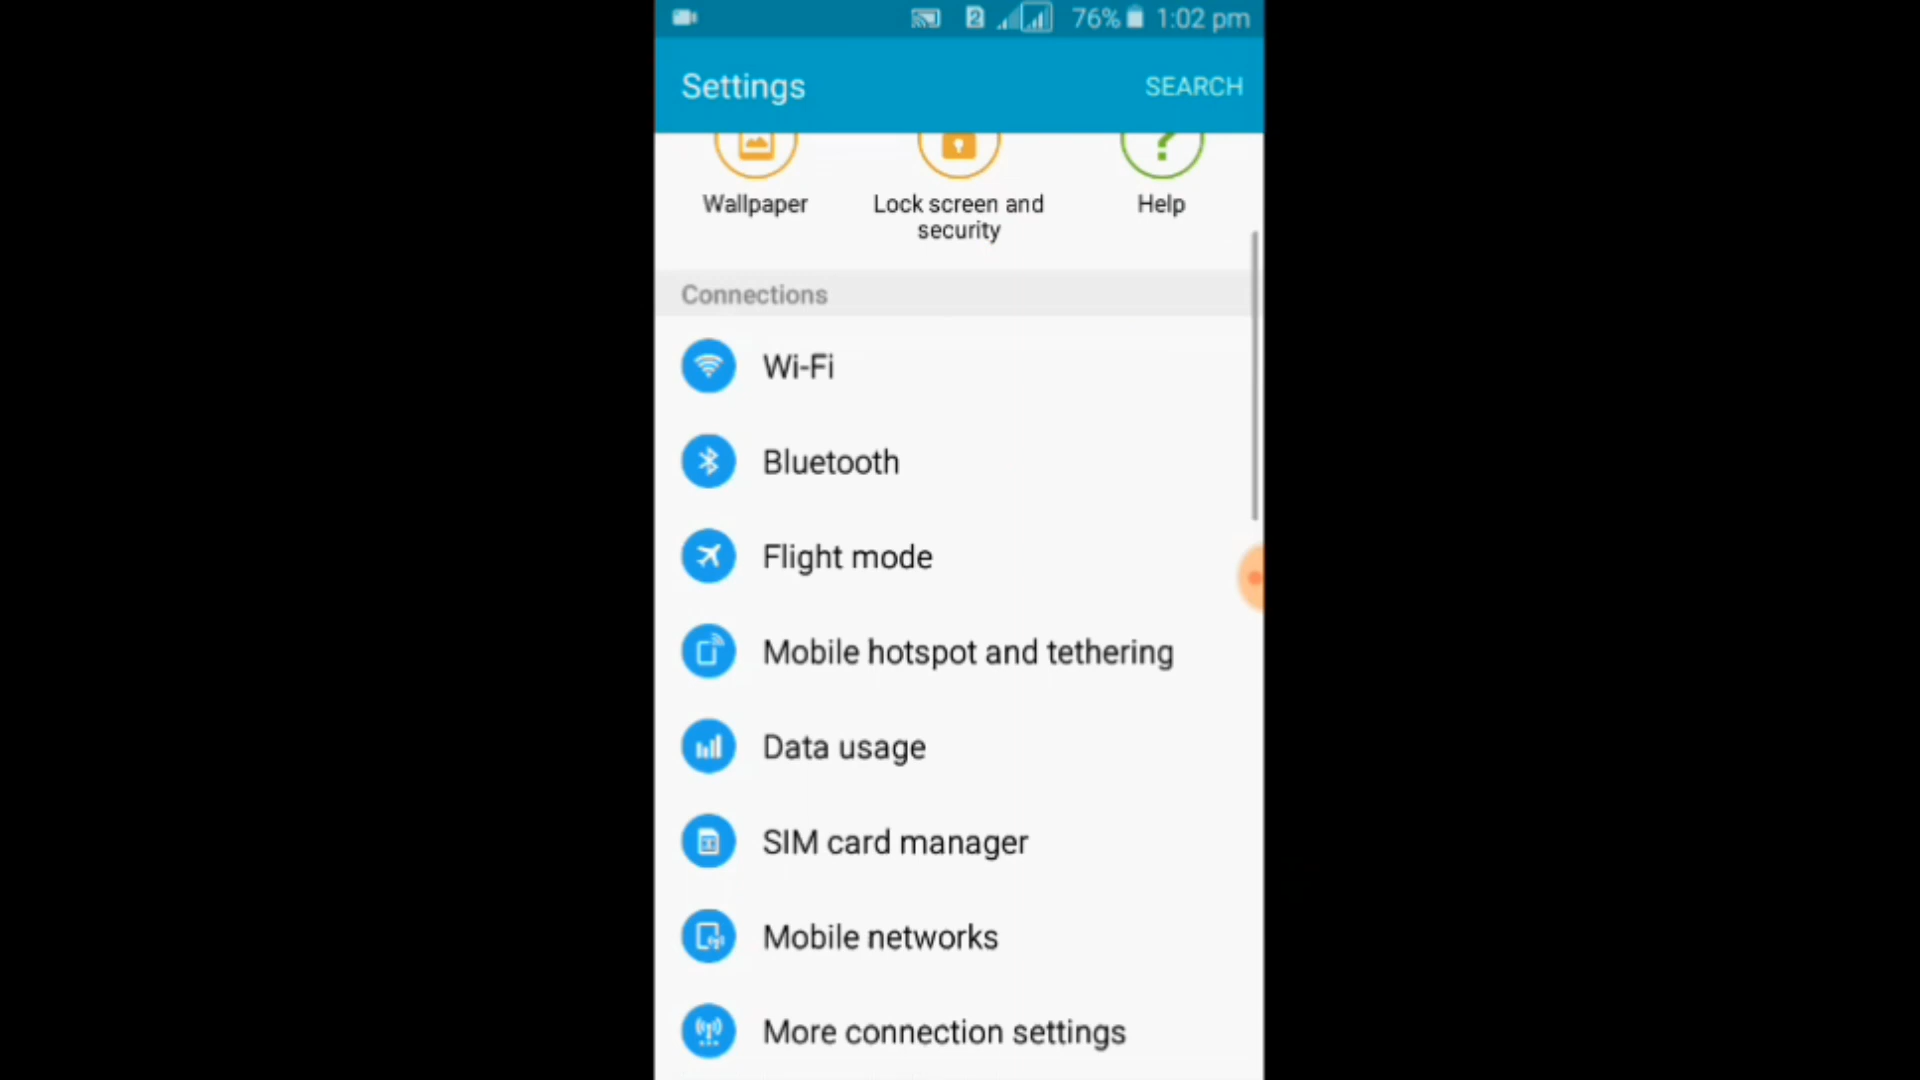 2 76% 1:02 pm
Settings SEARCH
Wallpaper Lock screen and Help
security
Connections
Wi-Fi
Bluetooth
Flight mode
Mobile hotspot and tethering
Data usage
SIM card manager
Mobile networks
More connection settings